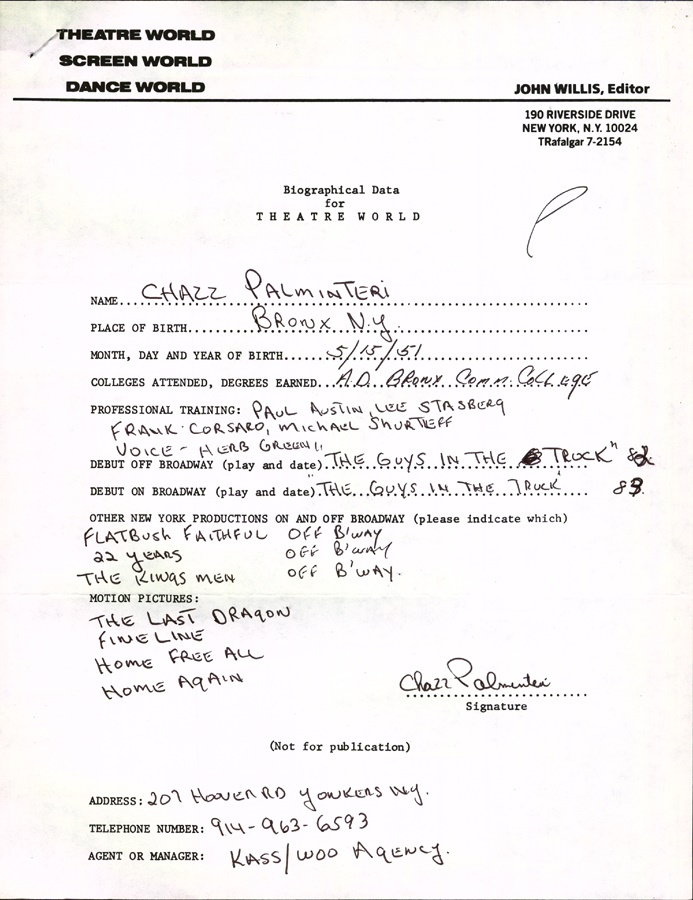 THEATRE WORLD
SCREEN WORLD
DANCE WORLD
JOHN WILLIS, Editor
190 RIVERSIDE DRIVE
NEW YORK, N.Y. 10024
TRafalgar 7-2154
Biographical Data
for
THEATRE WORLD
NAME...CHAZZ PALMINTERI
PLACE OF BIRTH...BRONX N.Y.
MONTH, DAY AND YEAR OF BIRTH...5/15/51
COLLEGES ATTENDED, DEGREES EARNED...A.D. BRONX COMM. COLLEGE
PROFESSIONAL TRAINING: PAUL AUSTIN, LEE STASBERG
FRANK CORSARO, MICHAEL SHURTLEFF
VOICE - HERB GREEN
DEBUT OFF BROADWAY (play and date). "THE GUYS IN THE TRUCK" 82
DEBUT ON BROADWAY (play and date). "THE GUYS IN THE TRUCK 83
OTHER NEW YORK PRODUCTIONS ON AND OFF BROADWAY (please indicate which)
FLATBUSH FAITHFUL OFF B'WAY
22 YEARS OFF B'WAY
THE KINGS MEN OFF B'WAY.
MOTION PICTURES:
THE LAST DRAGON
FINE LINE
HOME FREE ALL
HOME AGAIN
Chazz Palminteri
Signature
(Not for publication)
ADDRESS: 207 HOOVER RD YONKERS NY.
TELEPHONE NUMBER: 914-963-6593
AGENT OR MANAGER: KASS/WOO AGENCY.